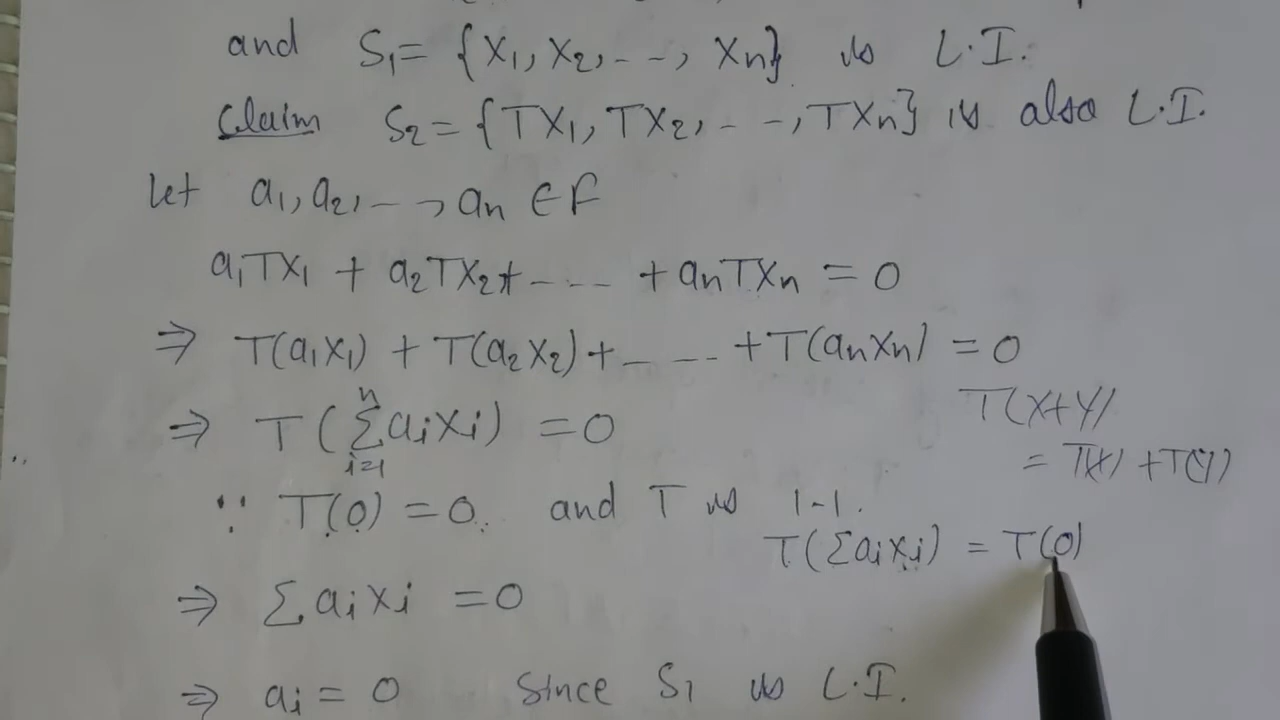 and S₁ = {x₁, x₂, - - -, xn} is L.I.
Claim S₂ = {Tx₁, Tx₂, - - -, Txn} is also L.I.
Let a₁, a₂, - - -, an ∈ F
a₁Tx₁ + a₂Tx₂ + - - - - + anTxn = 0
⇒ T(a₁x₁) + T(a₂x₂) + - - - - + T(anxn) = 0
⇒ T(∑ᵢ₌₁ⁿ aᵢxᵢ) = 0
T(x+y)
= T(x) + T(y)
∵ T(0) = 0. and T is 1-1.
T(∑aᵢxᵢ) = T(0)
⇒ ∑aᵢxᵢ = 0
⇒ aᵢ = 0 Since S₁ is L.I.